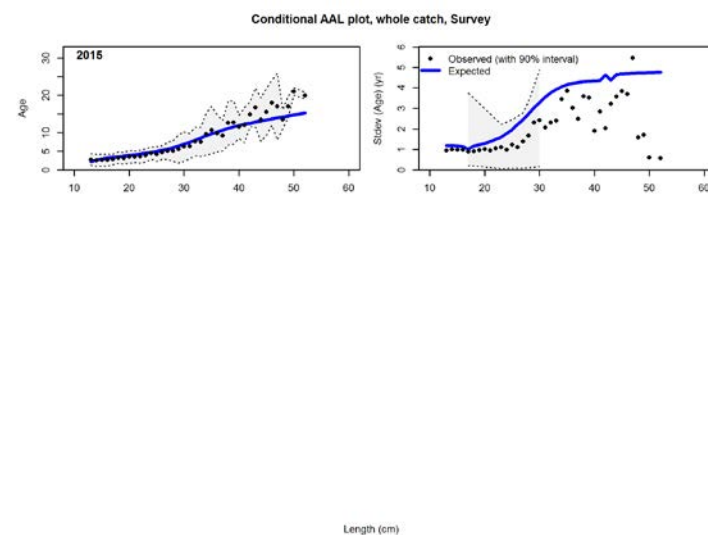 Conditional AAL plot, whole catch, Survey
2015
Age
0 5 10 20 30
10 20 30 40 50 60
Observed (with 90% interval)
Expected
Stdev (Age) (yr)
0 1 2 3 4 5 6
10 20 30 40 50 60
Length (cm)